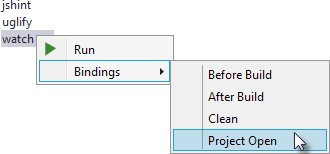 jshint
uglify
watch
Run
Bindings
Before Build
After Build
Clean
Project Open